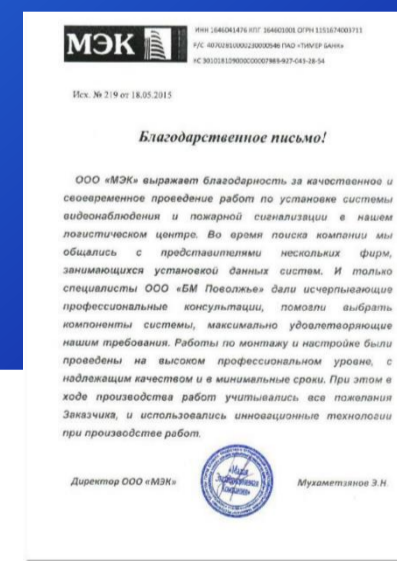 МЭК
ИНН 1646041476 КПП 164601001 ОГРН 1151674003711
Р/С 40702810000230000546 ПАО «ТИМЕР БАНК»
Исх. № 219 от 18.05.2015
Благодарственное письмо!
ООО «МЭК» выражает благодарность за качественное и
своевременное проведение работ по установке системы
видеонаблюдения и пожарной сигнализации в нашем
логистическом центре. Во время поиска компании мы
общались с представителями нескольких фирм,
занимающихся установкой данных систем. И только
специалисты ООО «БМ Поволжье» дали исчерпывающие
профессиональные консультации, помогли выбрать
компоненты системы, максимально удовлетворяющие
нашим требования. Работы по монтажу и настройке были
проведены на высоком профессиональном уровне, с
надлежащим качеством и в минимальные сроки. При этом в
ходе производства работ учитывались все пожелания
Заказчика, и использовались инновационные технологии
при производстве работ.
Директор ООО «МЭК»
Мухаметзянов Э.Н.